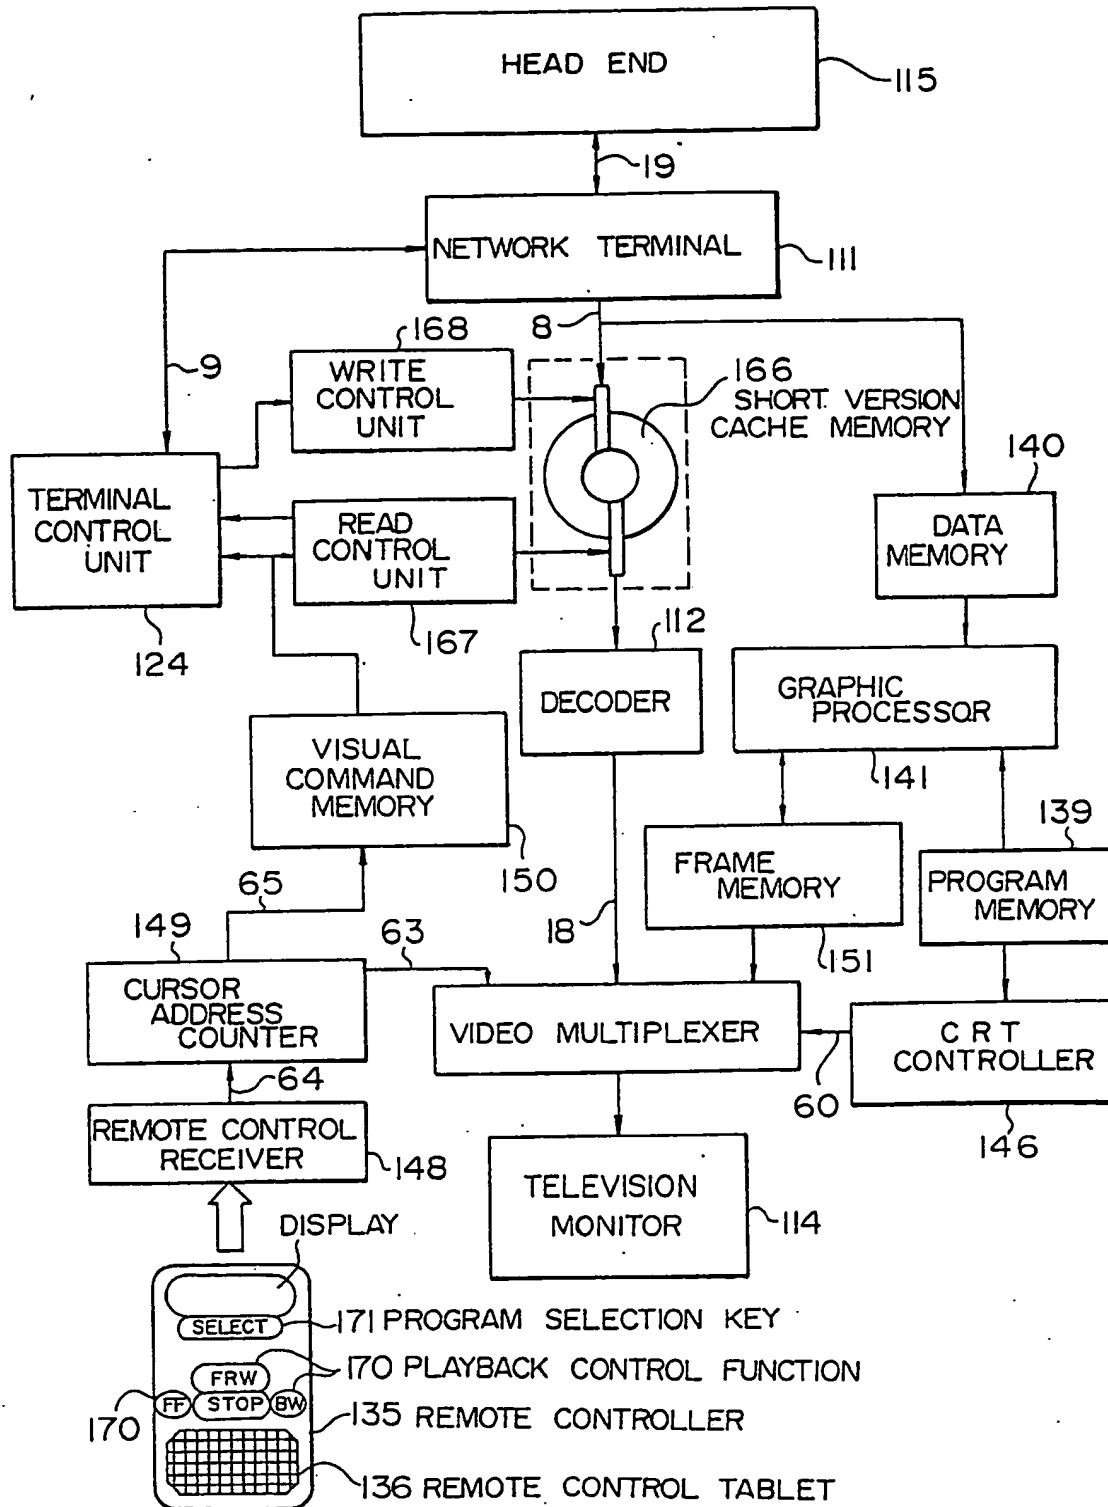 HEAD END
115
19
NETWORK TERMINAL
111
8
168
9
WRITE
CONTROL
UNIT
166
SHORT VERSION
CACHE MEMORY
140
TERMINAL
CONTROL
UNIT
READ
CONTROL
UNIT
DATA
MEMORY
124
167
112
DECODER
GRAPHIC
PROCESSOR
VISUAL
COMMAND
MEMORY
141
139
150
FRAME
MEMORY
PROGRAM
MEMORY
65
18
149
63
151
CURSOR
ADDRESS
COUNTER
VIDEO MULTIPLEXER
CRT
CONTROLLER
64
60
REMOTE CONTROL
RECEIVER
148
146
TELEVISION
MONITOR
114
DISPLAY
SELECT
171 PROGRAM SELECTION KEY
FRW
170 PLAYBACK CONTROL FUNCTION
FF
STOP
BW
170
135 REMOTE CONTROLLER
136 REMOTE CONTROL TABLET